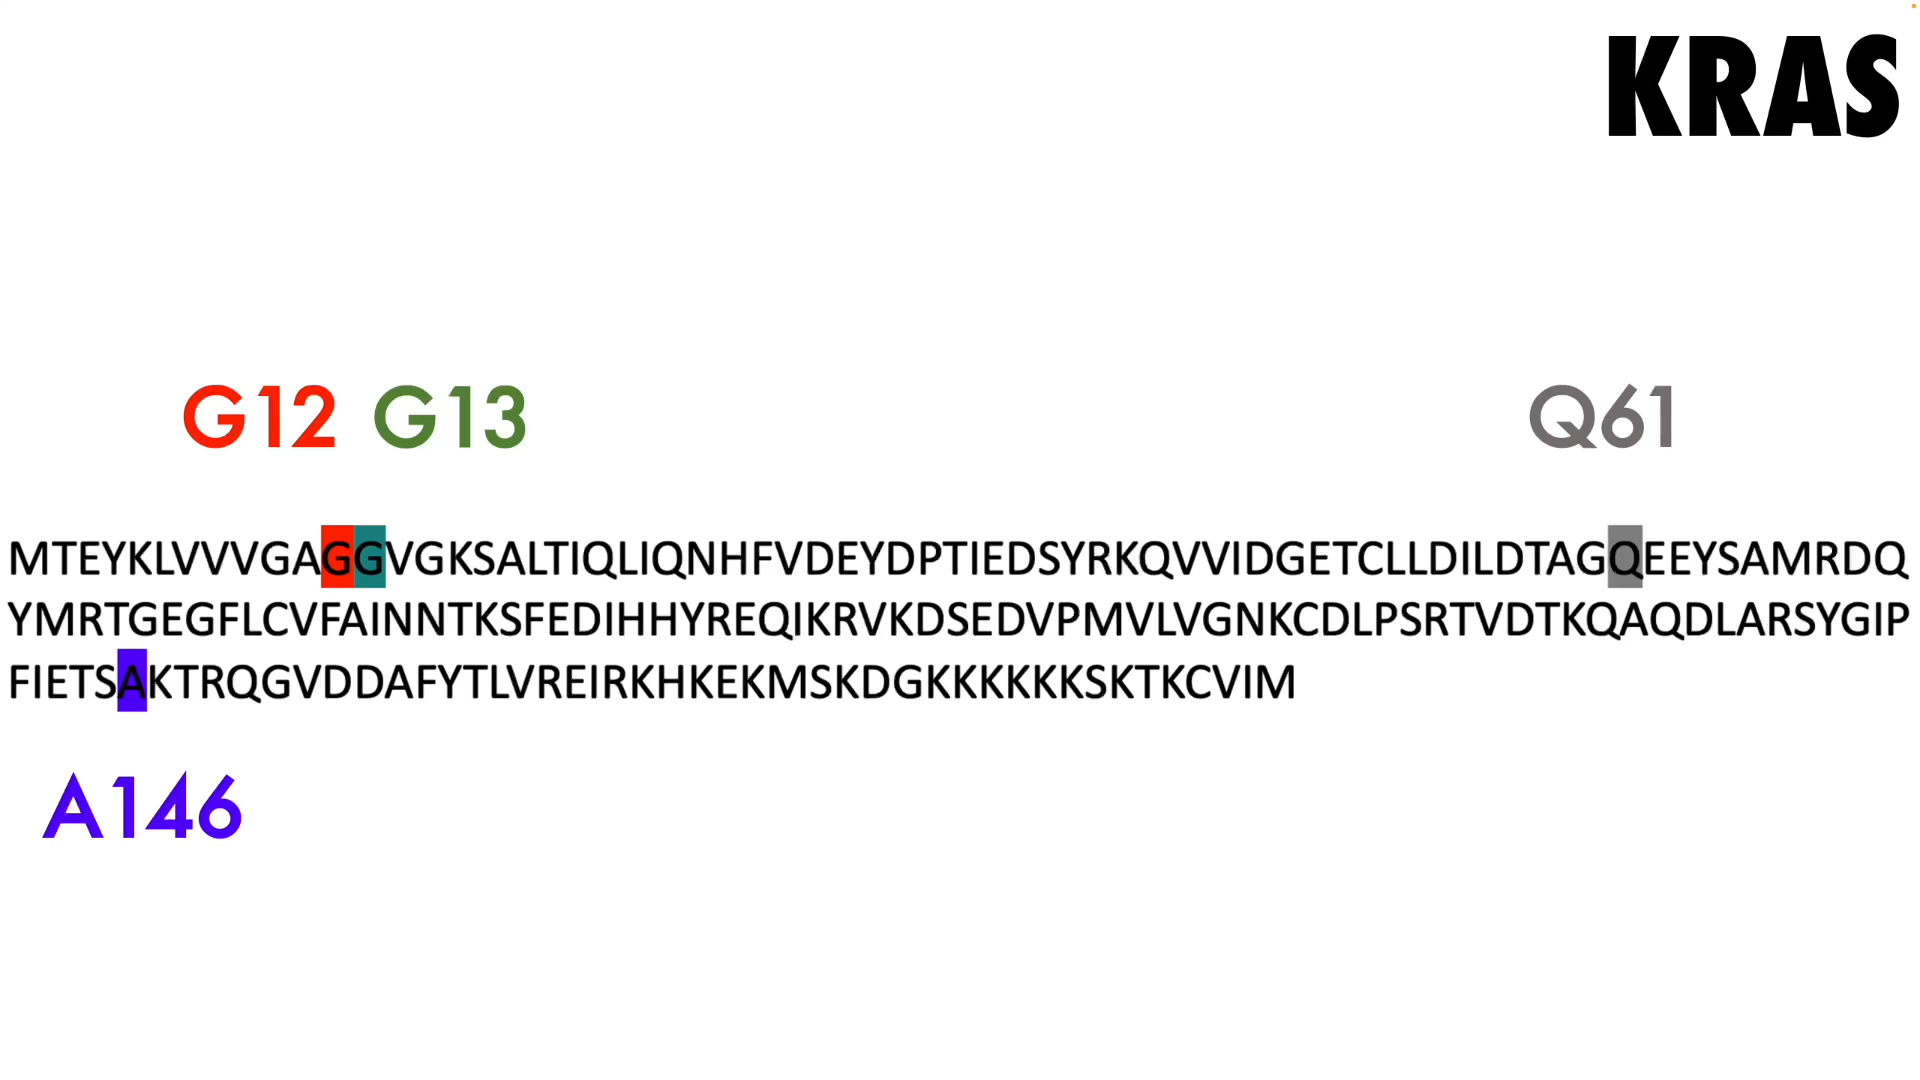 KRAS
G12 G13 Q61
MTEYKLVVVGAGGVGKSALTIQLIQNHFVDEYDPTIEDSYRKQVVIDGETCLLDILDTAGQEEYSAMRDQ
YMRTGEGFLCVFAINNTKSFEDIHHYREQIKRVKDSEDVPMVLVGNKCDLPSRTVDTKQAQDLARSYGIP
FIETSAKTRQGVDDAFYTLVREIRKHKEKMSKDGKKKKKKSKTKCVIM
A146